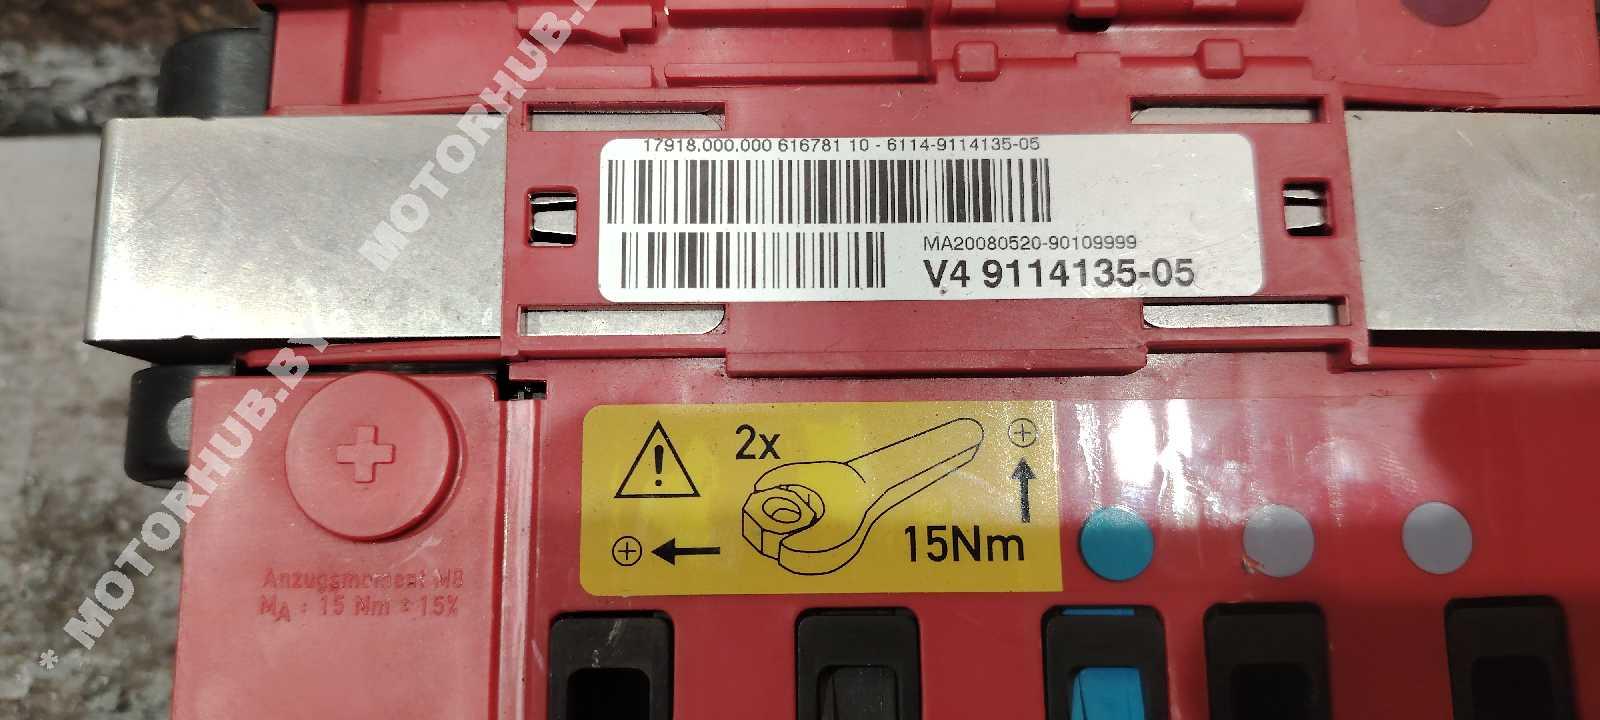 17918.000.000 616781 10 - 6114-9114135-05
MA20080520-90109999
V4 9114135-05
2x
15Nm
Anzugsmoment M8
MA : 15 Nm ± 15%
* MOTORHUB.BY * MOTORHUB.